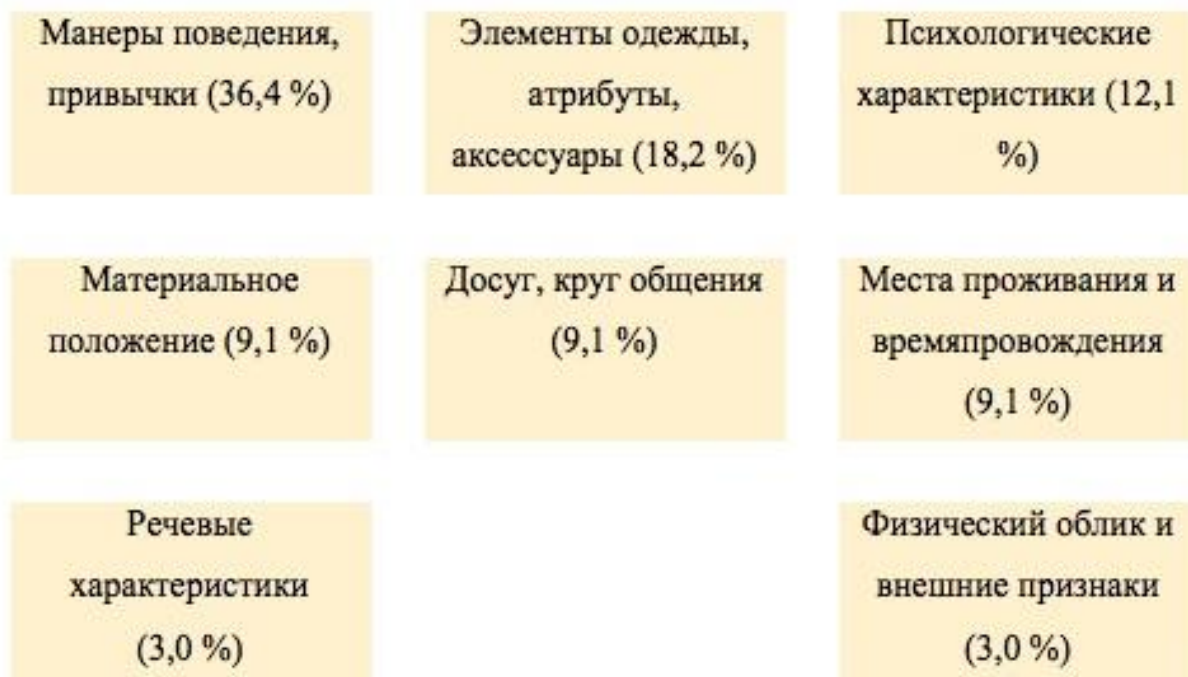 Манеры поведения,
привычки (36,4 %)
Элементы одежды,
атрибуты,
аксессуары (18,2 %)
Психологические
характеристики (12,1
%)
Материальное
положение (9,1 %)
Досуг, круг общения
(9,1 %)
Места проживания и
времяпровождения
(9,1 %)
Речевые
характеристики
(3,0 %)
Физический облик и
внешние признаки
(3,0 %)